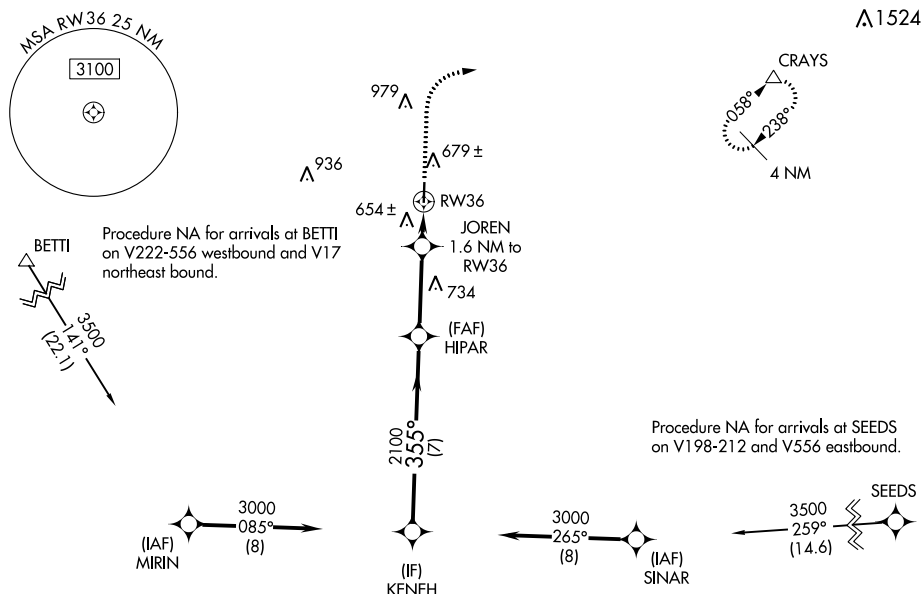 MSA RW36 25 NM
3100
1524
CRAYS
058°
238°
4 NM
979
936
679 ±
654 ±
RW36
JOREN
1.6 NM to
RW36
734
BETTI
Procedure NA for arrivals at BETTI
on V222-556 westbound and V17
northeast bound.
3500
141°
(22.1)
(FAF)
HIPAR
2100
355°
(7)
Procedure NA for arrivals at SEEDS
on V198-212 and V556 eastbound.
SEEDS
3500
259°
(14.6)
3000
085°
(8)
(IAF)
MIRIN
3000
265°
(8)
(IAF)
SINAR
(IF)
KENEH